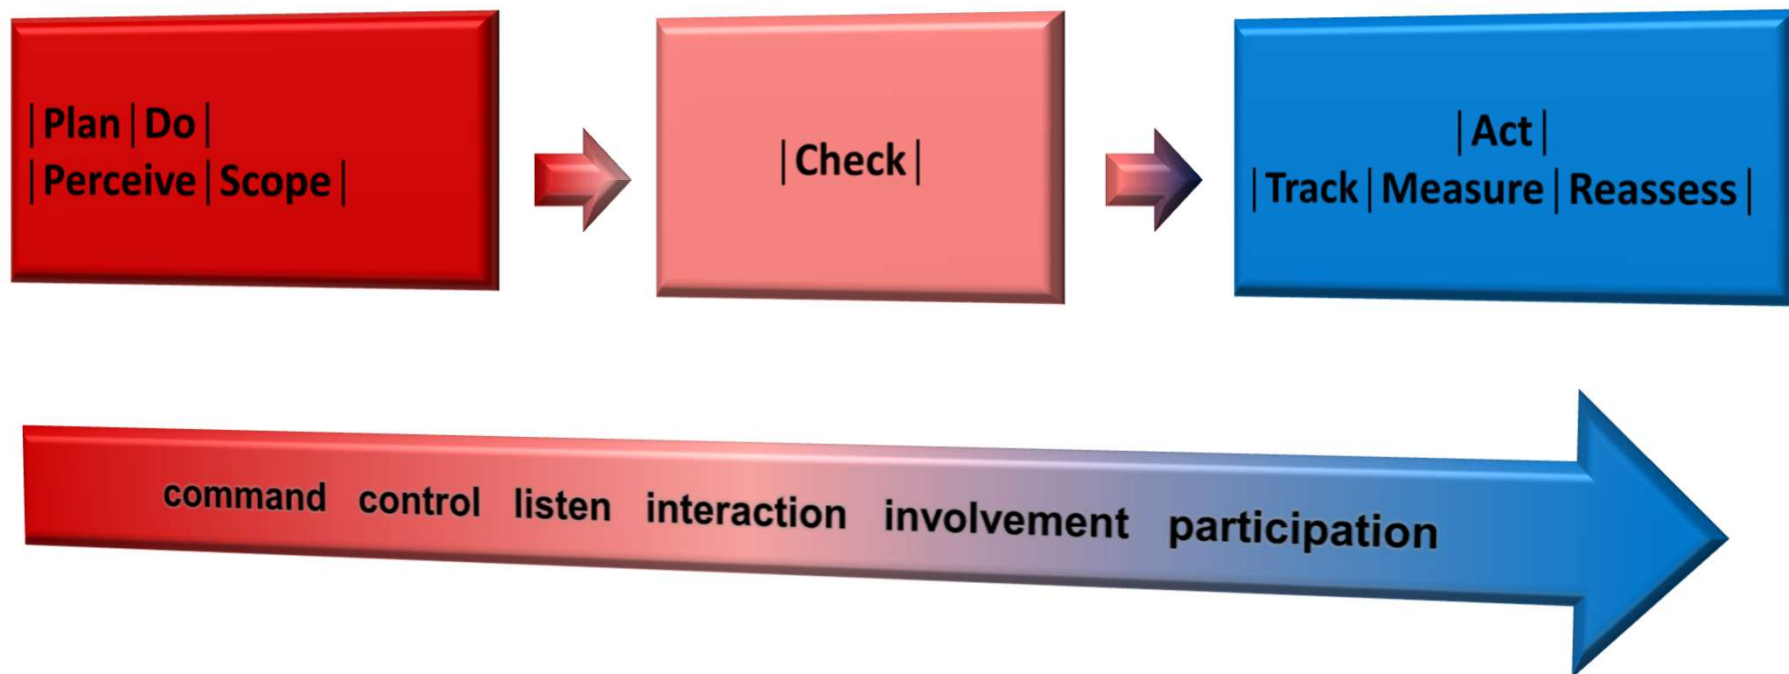 |Plan|Do|
|Perceive|Scope|
|Check|
|Act|
|Track|Measure|Reassess|
command control listen interaction involvement participation